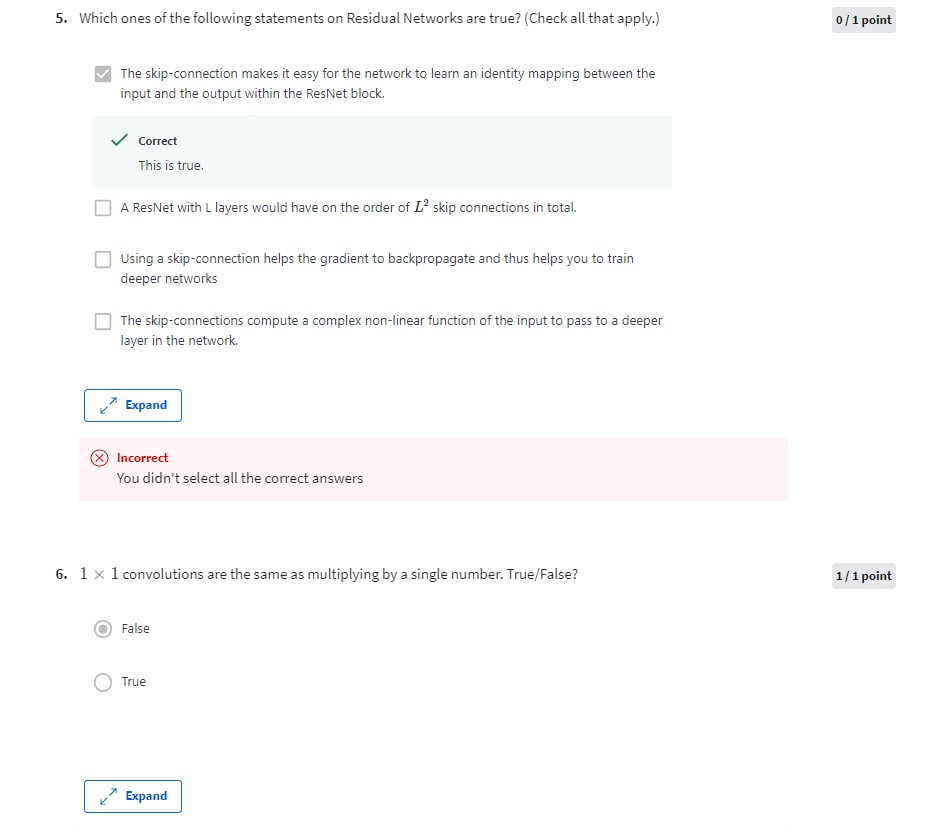 5. Which ones of the following statements on Residual Networks are true? (Check all that apply.)
0 / 1 point
The skip-connection makes it easy for the network to learn an identity mapping between the
input and the output within the ResNet block.
Correct
This is true.
A ResNet with L layers would have on the order of L² skip connections in total.
Using a skip-connection helps the gradient to backpropagate and thus helps you to train
deeper networks
The skip-connections compute a complex non-linear function of the input to pass to a deeper
layer in the network.
Expand
Incorrect
You didn't select all the correct answers
6. 1 × 1 convolutions are the same as multiplying by a single number. True/False?
1 / 1 point
False
True
Expand